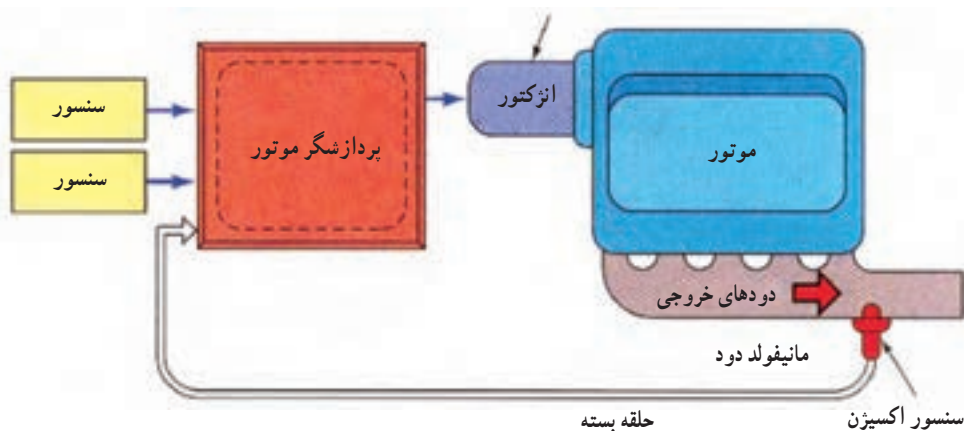 سنسور
سنسور
پردازشگر موتور
انژکتور
موتور
دودهای خروجی
مانیفولد دود
سنسور اکسیژن
حلقه بسته